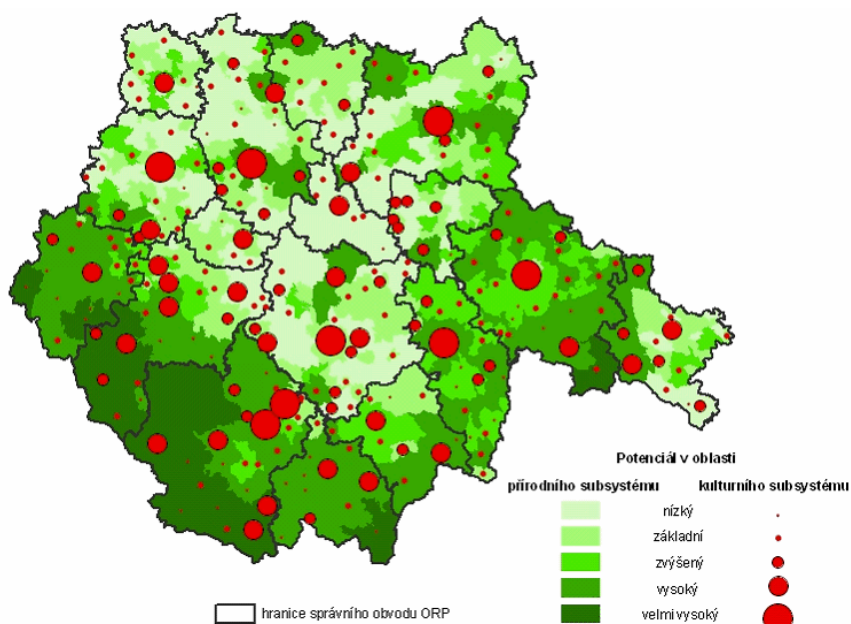 Potenciál v oblasti
přírodního subsystému kulturního subsystému
nízký
základní
zvýšený
vysoký
velmi vysoký
hranice správního obvodu ORP